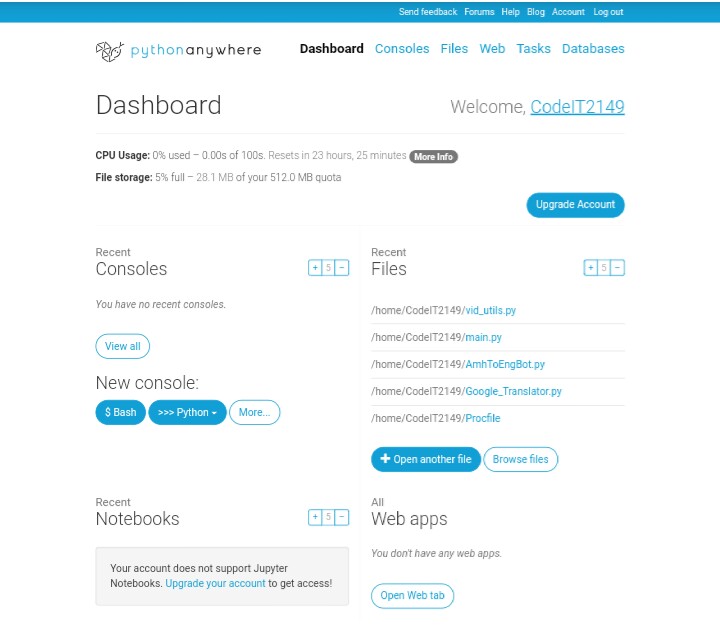 Send feedback Forums Help Blog Account Log out
pythonanywhere
Dashboard Consoles Files Web Tasks Databases
Dashboard
Welcome, CodeIT2149
CPU Usage: 0% used – 0.00s of 100s. Resets in 23 hours, 25 minutes More Info
File storage: 5% full – 28.1 MB of your 512.0 MB quota
Upgrade Account
Recent
Consoles
+ 5 −
You have no recent consoles.
View all
New console:
$ Bash >>> Python More...
Recent
Files
+ 5 −
/home/CodeIT2149/vid_utils.py
/home/CodeIT2149/main.py
/home/CodeIT2149/AmhToEngBot.py
/home/CodeIT2149/Google_Translator.py
/home/CodeIT2149/Procfile
+ Open another file Browse files
Recent
Notebooks
+ 5 −
Your account does not support Jupyter
Notebooks. Upgrade your account to get access!
All
Web apps
You don't have any web apps.
Open Web tab